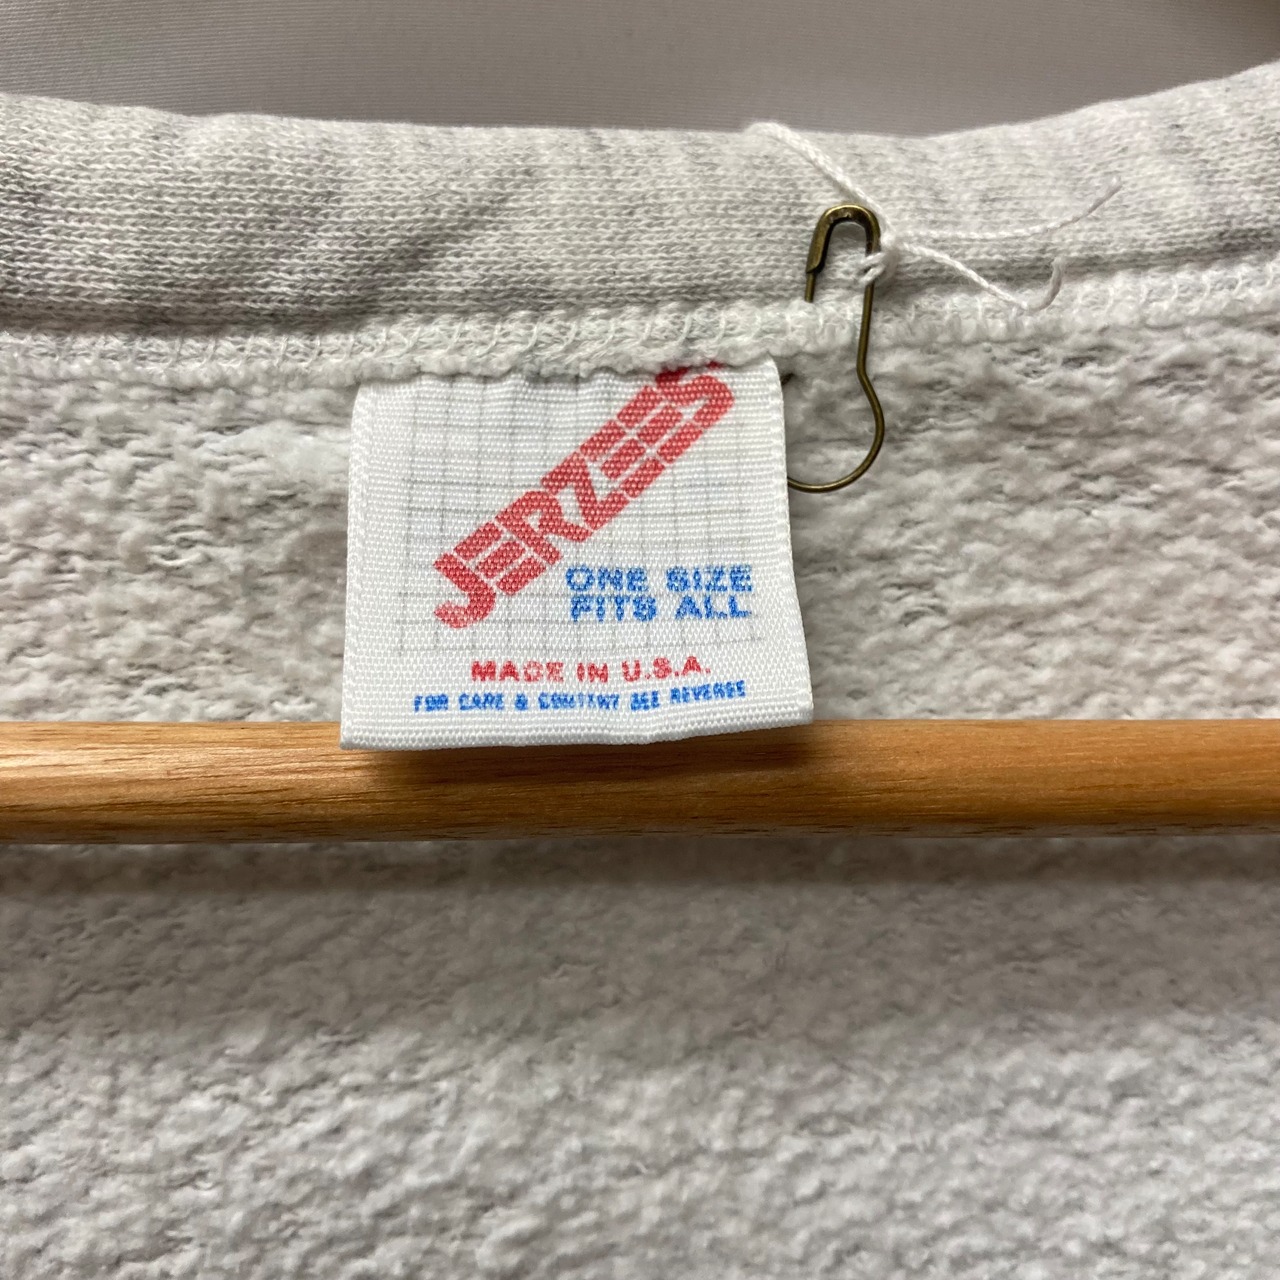 JERZEES
ONE SIZE
FITS ALL
MADE IN U.S.A.
FOR CARE & CONTENT SEE REVERSE